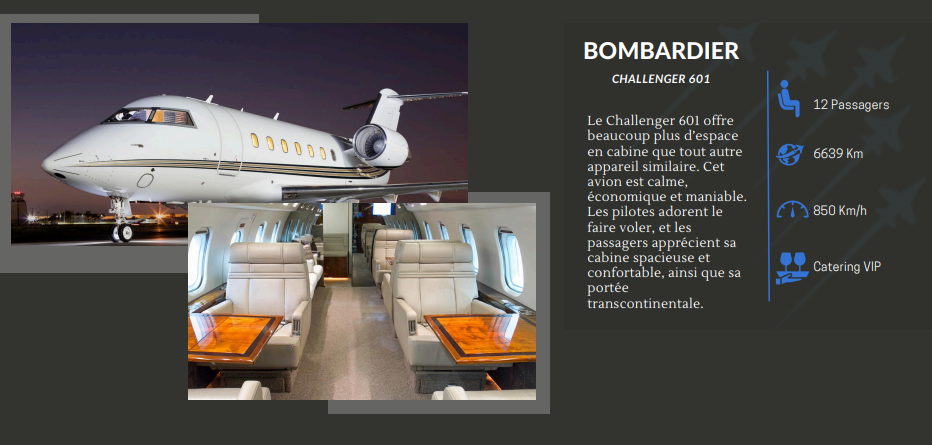 BOMBARDIER
CHALLENGER 601
Le Challenger 601 offre
beaucoup plus d'espace
en cabine que tout autre
appareil similaire. Cet
avion est calme,
économique et maniable.
Les pilotes adorent le
faire voler, et les
passagers apprécient sa
cabine spacieuse et
confortable, ainsi que sa
portée
transcontinentale.
12 Passagers
6639 Km
850 Km/h
Catering VIP